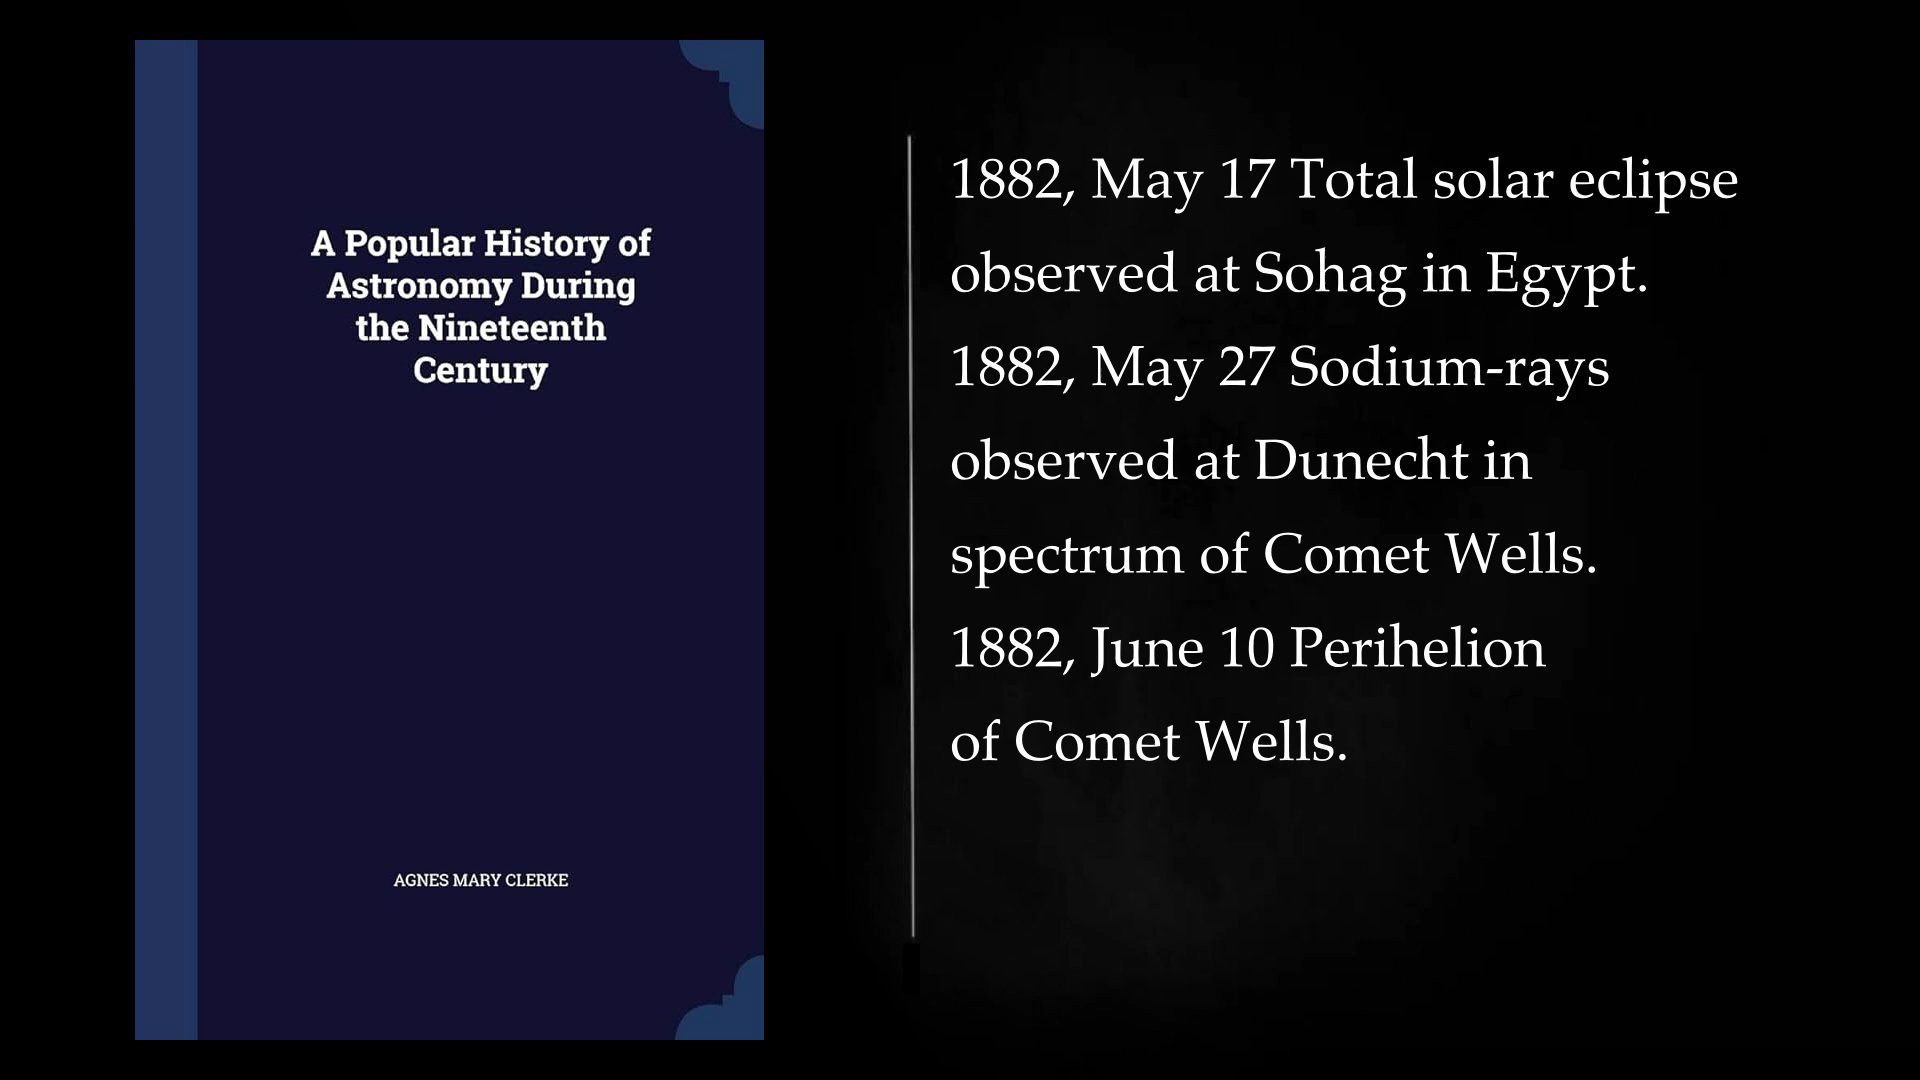 A Popular History of
Astronomy During
the Nineteenth
Century
AGNES MARY CLERKE
1882, May 17 Total solar eclipse
observed at Sohag in Egypt.
1882, May 27 Sodium-rays
observed at Dunecht in
spectrum of Comet Wells.
1882, June 10 Perihelion
of Comet Wells.